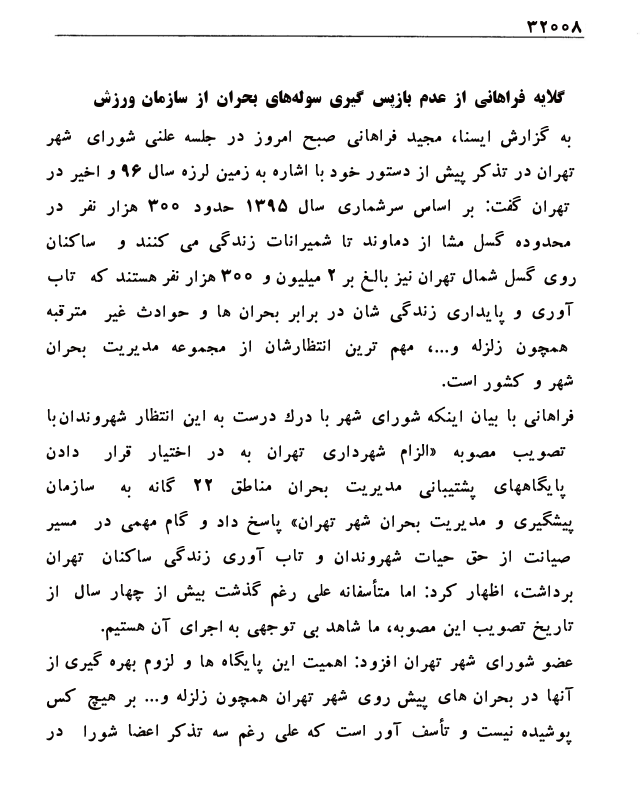 ۳۲۰۰۸
گلایه فراهانی از عدم بازپس گیری سوله‌های بحران از سازمان ورزش
به گزارش ایسنا، مجید فراهانی صبح امروز در جلسه علنی شورای شهر
تهران در تذکر پیش از دستور خود با اشاره به زمین لرزه سال ۹۶ و اخیر در
تهران گفت: بر اساس سرشماری سال ۱۳۹۵ حدود ۳۰۰ هزار نفر در
محدوده گسل مشا از دماوند تا شمیرانات زندگی می کنند و ساکنان
روی گسل شمال تهران نیز بالغ بر ۲ میلیون و ۳۰۰ هزار نفر هستند که تاب
آوری و پایداری زندگی شان در برابر بحران ها و حوادث غیر مترقبه
همچون زلزله و...، مهم ترین انتظارشان از مجموعه مدیریت بحران
شهر و کشور است.
فراهانی با بیان اینکه شورای شهر با درك درست به این انتظار شهروندان با
تصویب مصوبه «الزام شهرداری تهران به در اختیار قرار دادن
پایگاههای پشتیبانی مدیریت بحران مناطق ۲۲ گانه به سازمان
پیشگیری و مدیریت بحران شهر تهران» پاسخ داد و گام مهمی در مسیر
صیانت از حق حیات شهروندان و تاب آوری زندگی ساکنان تهران
برداشت، اظهار کرد: اما متأسفانه علی رغم گذشت بیش از چهار سال از
تاریخ تصویب این مصوبه، ما شاهد بی توجهی به اجرای آن هستیم.
عضو شورای شهر تهران افزود: اهمیت این پایگاه ها و لزوم بهره گیری از
آنها در بحران های پیش روی شهر تهران همچون زلزله و... بر هیچ کس
پوشیده نیست و تأسف آور است که علی رغم سه تذکر اعضا شورا در